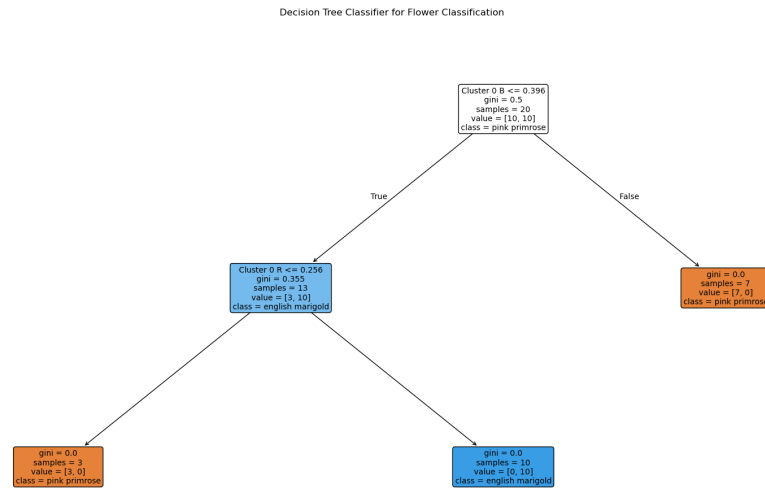 Decision Tree Classifier for Flower Classification
Cluster 0 B <= 0.396
gini = 0.5
samples = 20
value = [10, 10]
class = pink primrose
True
False
Cluster 0 R <= 0.256
gini = 0.355
samples = 13
value = [3, 10]
class = english marigold
gini = 0.0
samples = 7
value = [7, 0]
class = pink primrose
gini = 0.0
samples = 3
value = [3, 0]
class = pink primrose
gini = 0.0
samples = 10
value = [0, 10]
class = english marigold